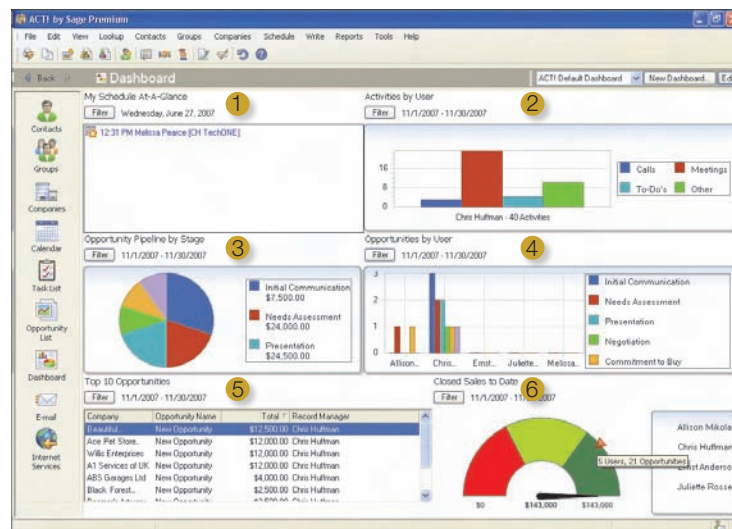 ACT! by Sage Premium
File Edit View Lookup Contacts Groups Companies Schedule Write Reports Tools Help
Back
Dashboard
ACT! Default Dashboard
New Dashboard...
Contacts
Groups
Companies
Calendar
Task List
Opportunity List
Dashboard
E-mail
Internet Services
My Schedule At-A-Glance 1
Filter Wednesday, June 27, 2007
12:31 PM Melissa Pearce [CH TechONE]
Activities by User 2
Filter 11/1/2007 - 11/30/2007
16
8
0
Chris Huffman - 40 Activities
Calls Meetings
To-Do's Other
Opportunity Pipeline by Stage 3
Filter 11/1/2007 - 11/30/2007
Initial Communication
$7,500.00
Needs Assessment
$24,000.00
Presentation
$24,500.00
Opportunities by User 4
Filter 11/1/2007 - 11/30/2007
3
2
1
0
Allison... Chris... Ernst... Juliette... Melissa...
Initial Communication
Needs Assessment
Presentation
Negotiation
Commitment to Buy
Top 10 Opportunities 5
Filter 11/1/2007 - 11/30/2007
Company Opportunity Name Total Record Manager
Beautiful... New Opportunity $12,500.00 Chris Huffman
Ace Pet Store... New Opportunity $12,000.00 Chris Huffman
Willis Enterprises New Opportunity $12,000.00 Chris Huffman
A1 Services of UK New Opportunity $12,000.00 Chris Huffman
ABS Garages Ltd New Opportunity $4,000.00 Chris Huffman
Black Forest... New Opportunity $2,500.00 Chris Huffman
Closed Sales to Date 6
Filter 11/1/2007 - 11/30/2007
5 Users, 21 Opportunities
$0 $143,000 $143,000
Allison Mikola
Chris Huffman
Ernst Anderso
Juliette Rosse